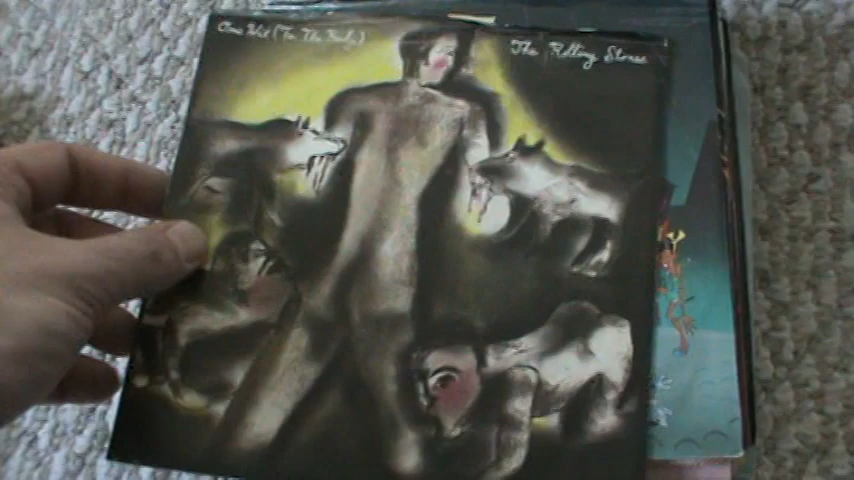 One Hit (To The Body)
The Rolling Stones